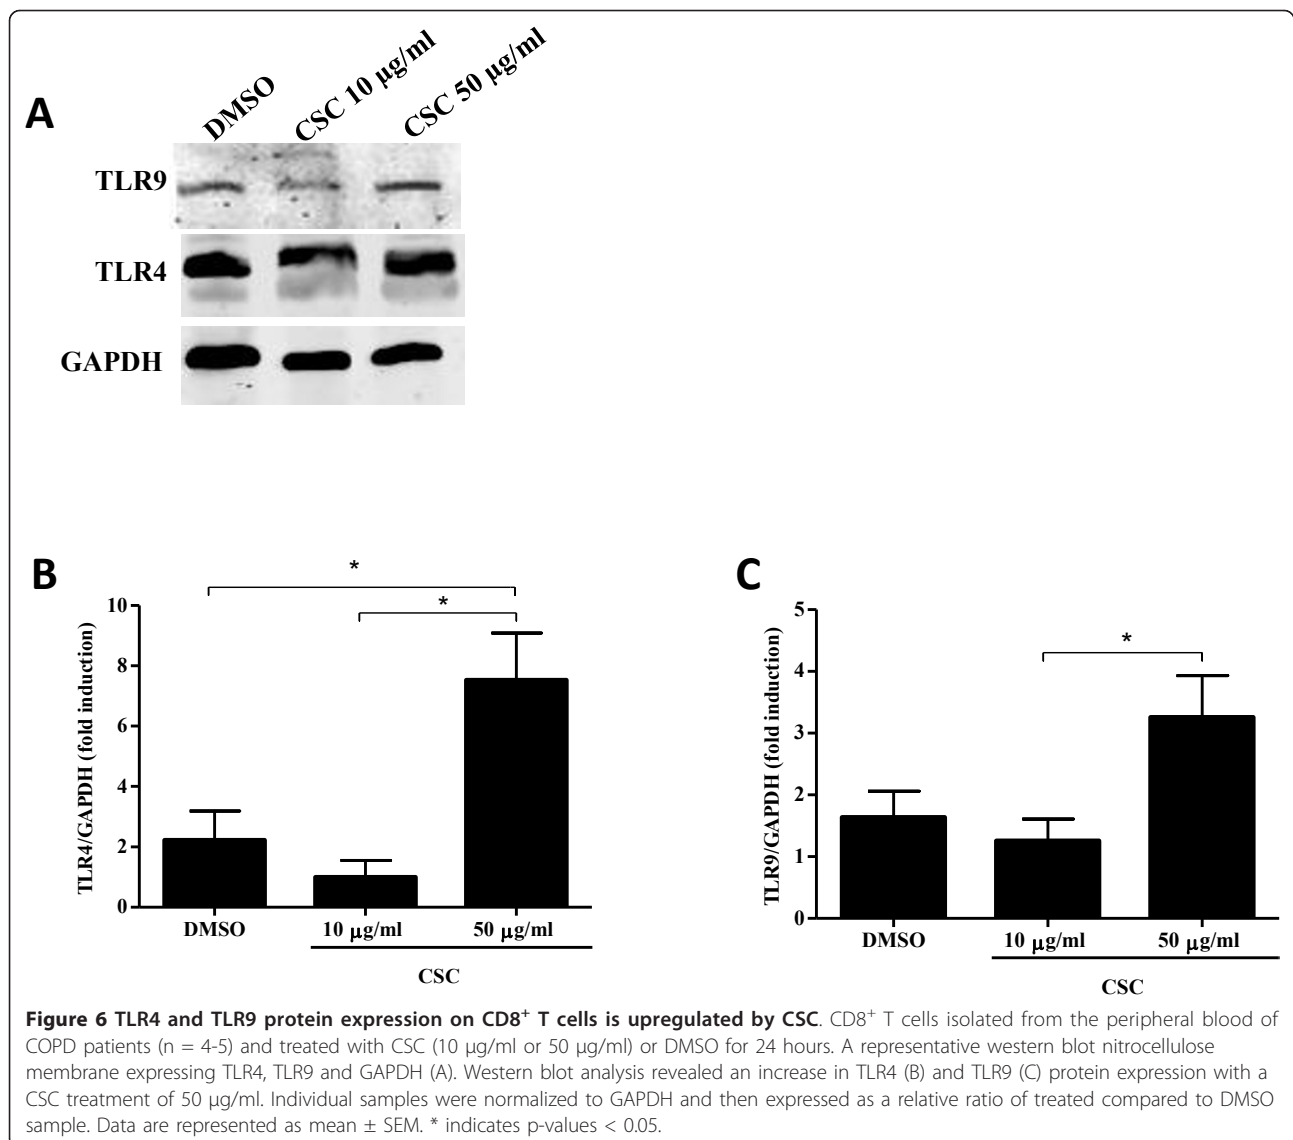 A
DMSO
CSC 10 µg/ml
CSC 50 µg/ml
TLR9
TLR4
GAPDH
B
*
*
10
8
6
4
2
0
TLR4/GAPDH (fold induction)
DMSO
10 µg/ml
50 µg/ml
CSC
C
*
5
4
3
2
1
0
TLR9/GAPDH (fold induction)
DMSO
10 µg/ml
50 µg/ml
CSC
Figure 6 TLR4 and TLR9 protein expression on CD8⁺ T cells is upregulated by CSC. CD8⁺ T cells isolated from the peripheral blood of
COPD patients (n = 4-5) and treated with CSC (10 µg/ml or 50 µg/ml) or DMSO for 24 hours. A representative western blot nitrocellulose
membrane expressing TLR4, TLR9 and GAPDH (A). Western blot analysis revealed an increase in TLR4 (B) and TLR9 (C) protein expression with a
CSC treatment of 50 µg/ml. Individual samples were normalized to GAPDH and then expressed as a relative ratio of treated compared to DMSO
sample. Data are represented as mean ± SEM. * indicates p-values < 0.05.